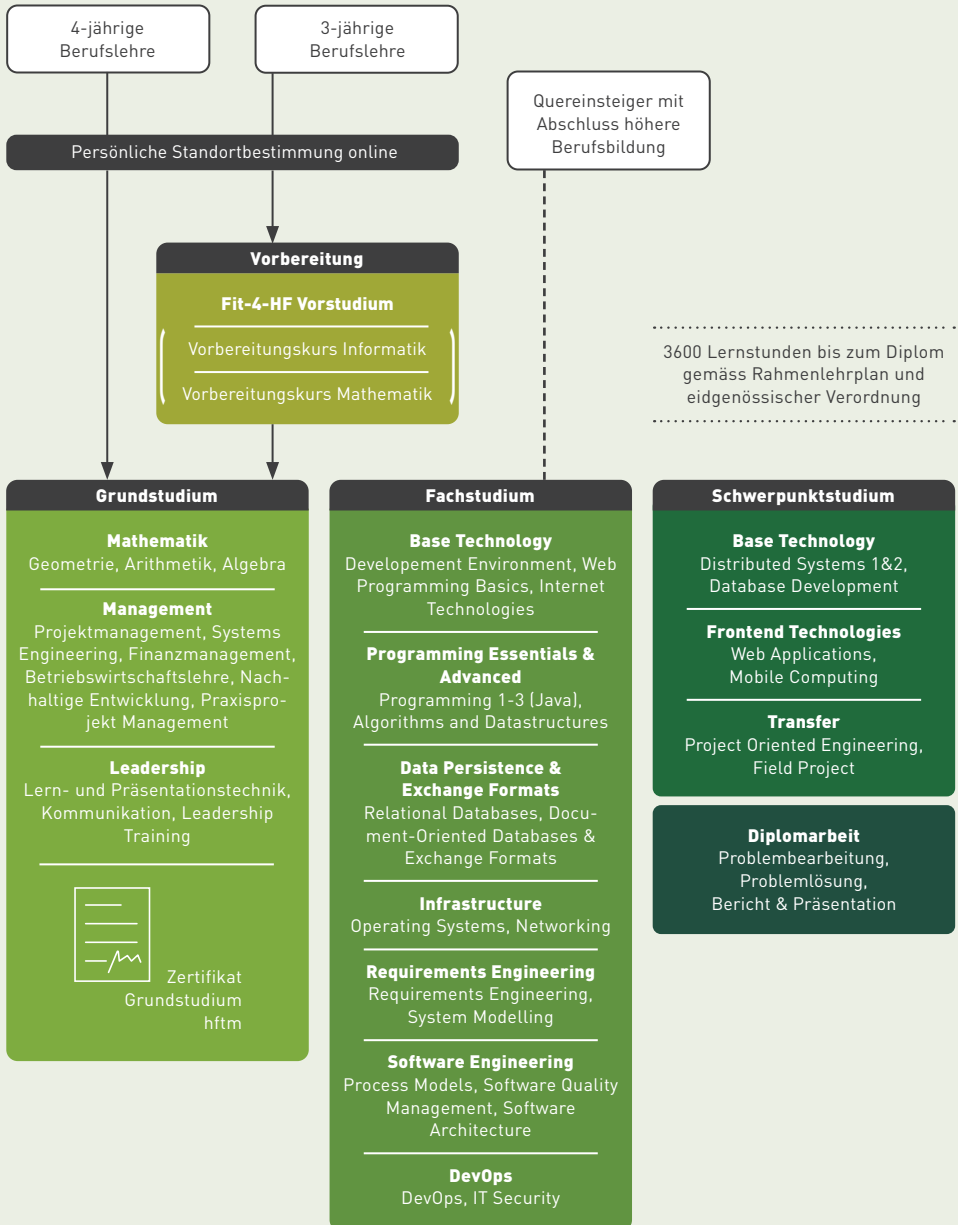 4-jährige
Berufslehre
3-jährige
Berufslehre
Quereinsteiger mit
Abschluss höhere
Berufsbildung
Persönliche Standortbestimmung online
Vorbereitung
Fit-4-HF Vorstudium
Vorbereitungskurs Informatik
Vorbereitungskurs Mathematik
3600 Lernstunden bis zum Diplom
gemäss Rahmenlehrplan und
eidgenössischer Verordnung
Grundstudium
Mathematik
Geometrie, Arithmetik, Algebra
Management
Projektmanagement, Systems
Engineering, Finanzmanagement,
Betriebswirtschaftslehre, Nach-
haltige Entwicklung, Praxispro-
jekt Management
Leadership
Lern- und Präsentationstechnik,
Kommunikation, Leadership
Training
Zertifikat
Grundstudium
hftm
Fachstudium
Base Technology
Developement Environment, Web
Programming Basics, Internet
Technologies
Programming Essentials &
Advanced
Programming 1-3 (Java),
Algorithms and Datastructures
Data Persistence &
Exchange Formats
Relational Databases, Docu-
ment-Oriented Databases &
Exchange Formats
Infrastructure
Operating Systems, Networking
Requirements Engineering
Requirements Engineering,
System Modelling
Software Engineering
Process Models, Software Quality
Management, Software
Architecture
DevOps
DevOps, IT Security
Schwerpunktstudium
Base Technology
Distributed Systems 1&2,
Database Development
Frontend Technologies
Web Applications,
Mobile Computing
Transfer
Project Oriented Engineering,
Field Project
Diplomarbeit
Problembearbeitung,
Problemlösung,
Bericht & Präsentation